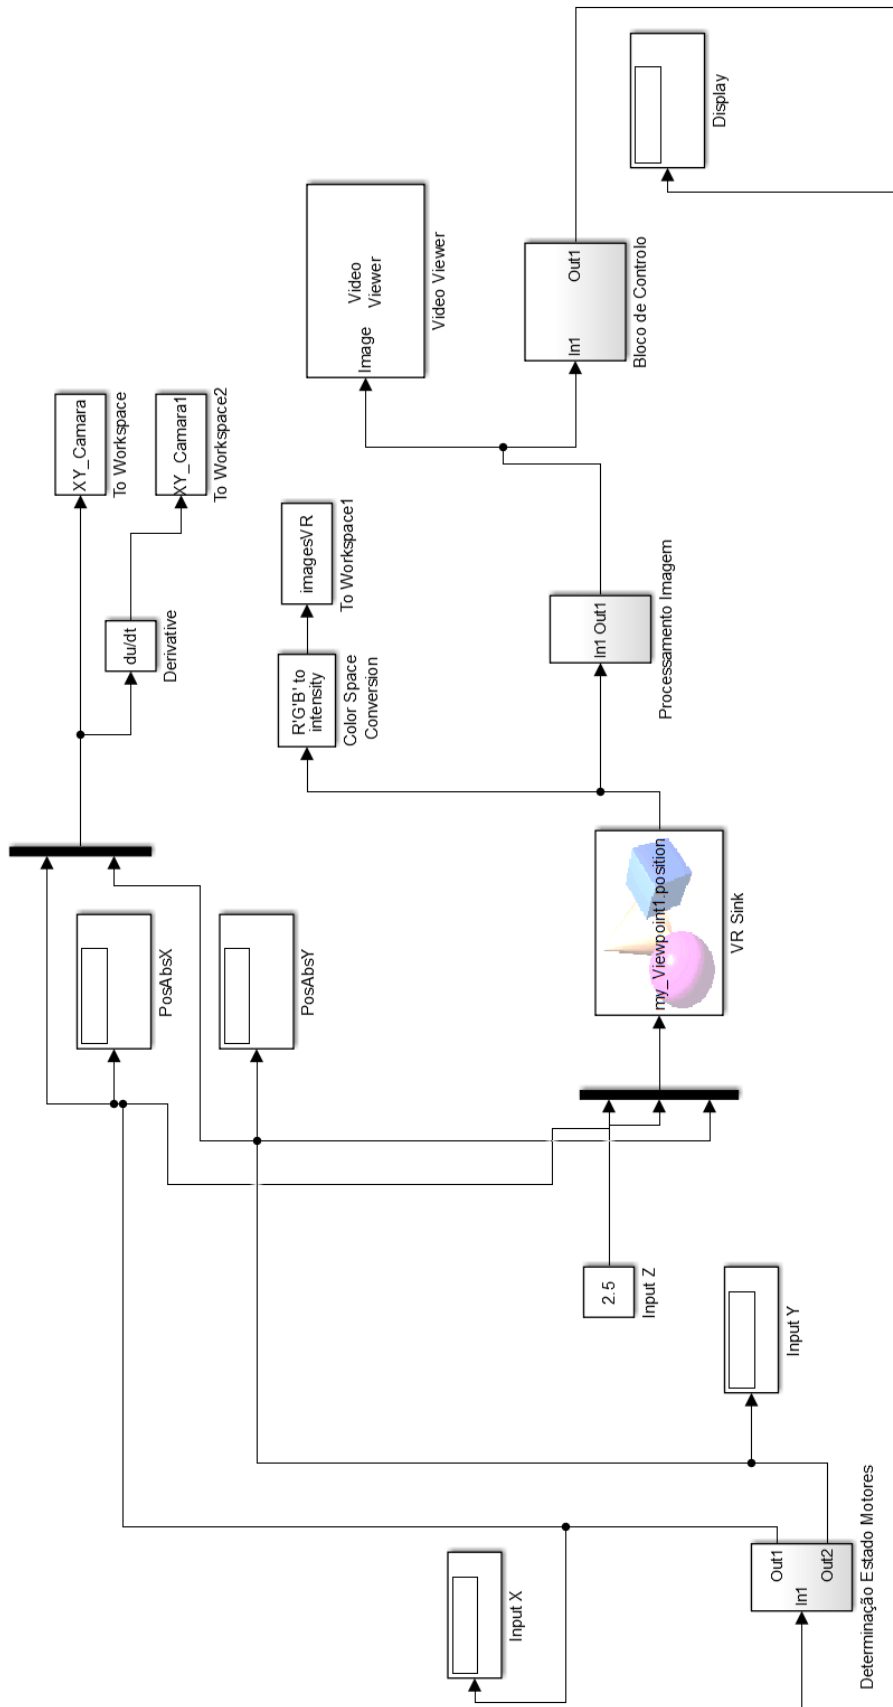 XY_Camara
To Workspace
XY_Camara1
To Workspace2
du/dt
Derivative
PosAbsX
PosAbsY
imagesVR
To Workspace1
R'G'B' to
intensity
Color Space
Conversion
Image
Video
Viewer
Video Viewer
Input X
2.5
Input Z
my_Viewpoint1.position
VR Sink
In1
Out1
Processamento Imagem
In1
Out1
Bloco de Controlo
Display
Input Y
In1
Out1
Out2
Determinação Estado Motores